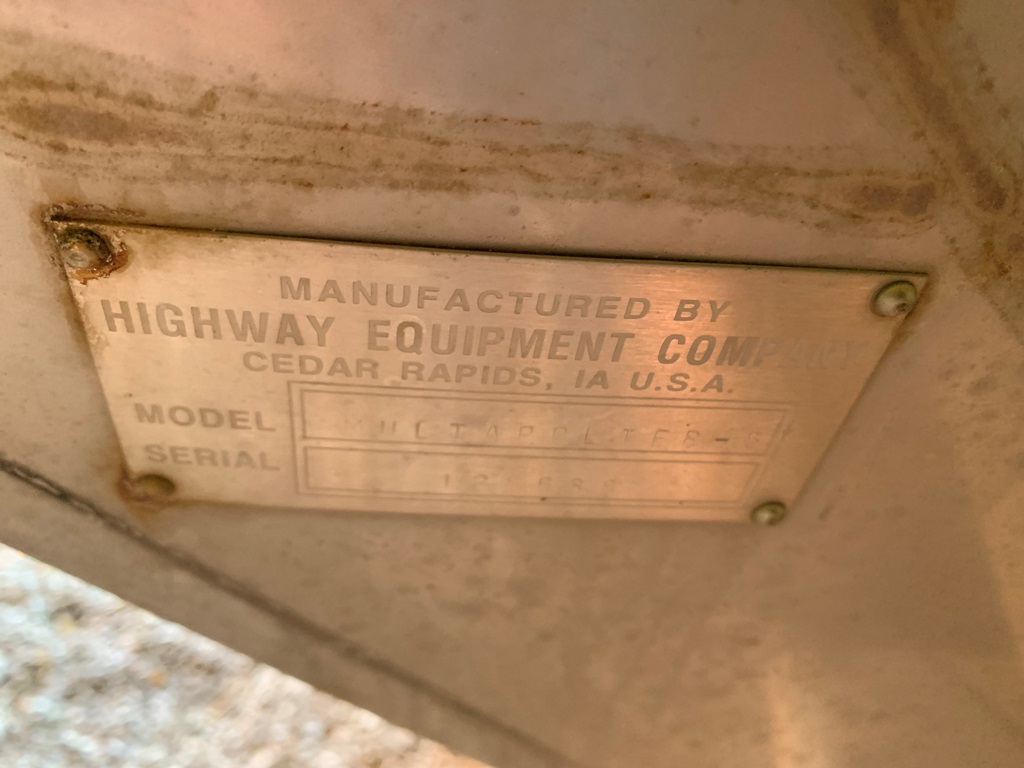 MANUFACTURED BY
HIGHWAY EQUIPMENT COMPANY
CEDAR RAPIDS, IA U.S.A.
MODEL
SERIAL